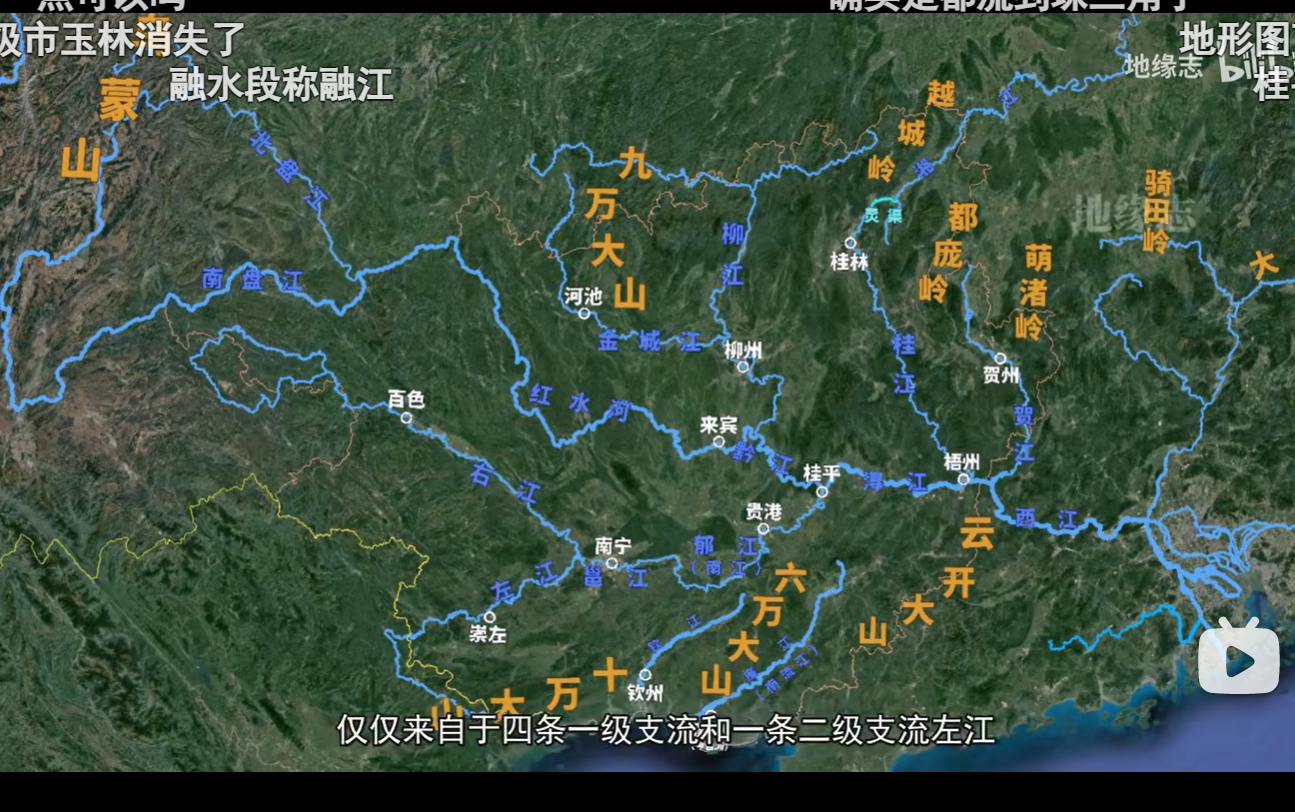 级市玉林消失了
融水段称融江
地形图
桂
地缘志
地缘志
蒙
山
北盘江
南盘江
九
万
大
山
越
城
岭
湘
江
灵渠
都
庞
岭
萌
渚
岭
骑
田
岭
大
桂林
柳
江
河池
金城江
柳州
桂
江
贺州
贺
江
百色
红水河
来宾
黔江
桂平
浔江
梧州
西江
右江
贵港
郁江
(南江)
南宁
邕江
左江
崇左
云
开
大
山
六
万
大
山
钦江
钦州
十
万
大
山
仅仅来自于四条一级支流和一条二级支流左江